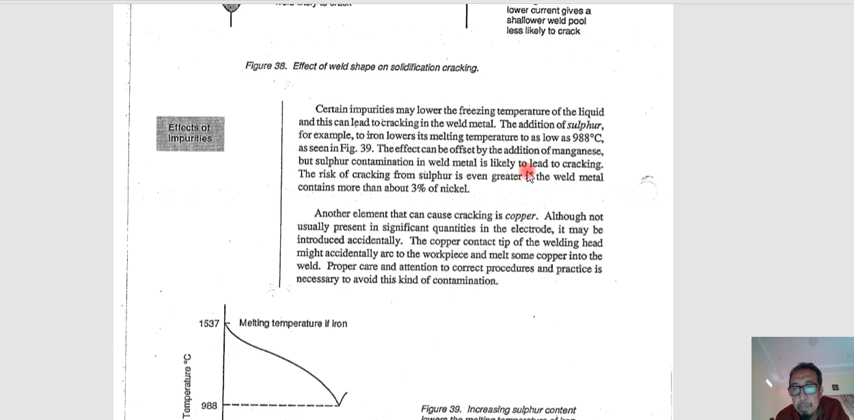 lower current gives a
shallower weld pool
less likely to crack
Figure 38. Effect of weld shape on solidification cracking.
Effects of
impurities
Certain impurities may lower the freezing temperature of the liquid
and this can lead to cracking in the weld metal. The addition of sulphur,
for example, to iron lowers its melting temperature to as low as 988°C,
as seen in Fig. 39. The effect can be offset by the addition of manganese,
but sulphur contamination in weld metal is likely to lead to cracking.
The risk of cracking from sulphur is even greater if the weld metal
contains more than about 3% of nickel.
Another element that can cause cracking is copper. Although not
usually present in significant quantities in the electrode, it may be
introduced accidentally. The copper contact tip of the welding head
might accidentally arc to the workpiece and melt some copper into the
weld. Proper care and attention to correct procedures and practice is
necessary to avoid this kind of contamination.
1537
Melting temperature if iron
Temperature °C
988
Figure 39. Increasing sulphur content